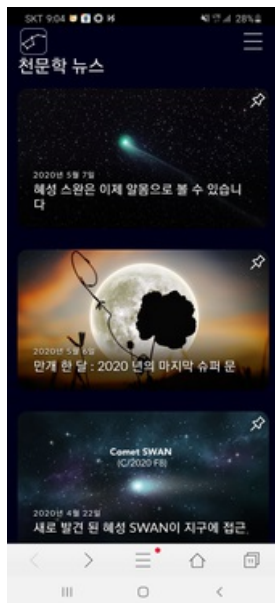 SKT 9:04
28%
천문학 뉴스
2020년 5월 7일
혜성 스완은 이제 알몸으로 볼 수 있습니
다
2020년 5월 6일
만개 한 달 : 2020 년의 마지막 슈퍼 문
Comet SWAN
(C/2020 F8)
2020년 4월 22일
새로 발견 된 혜성 SWAN이 지구에 접근